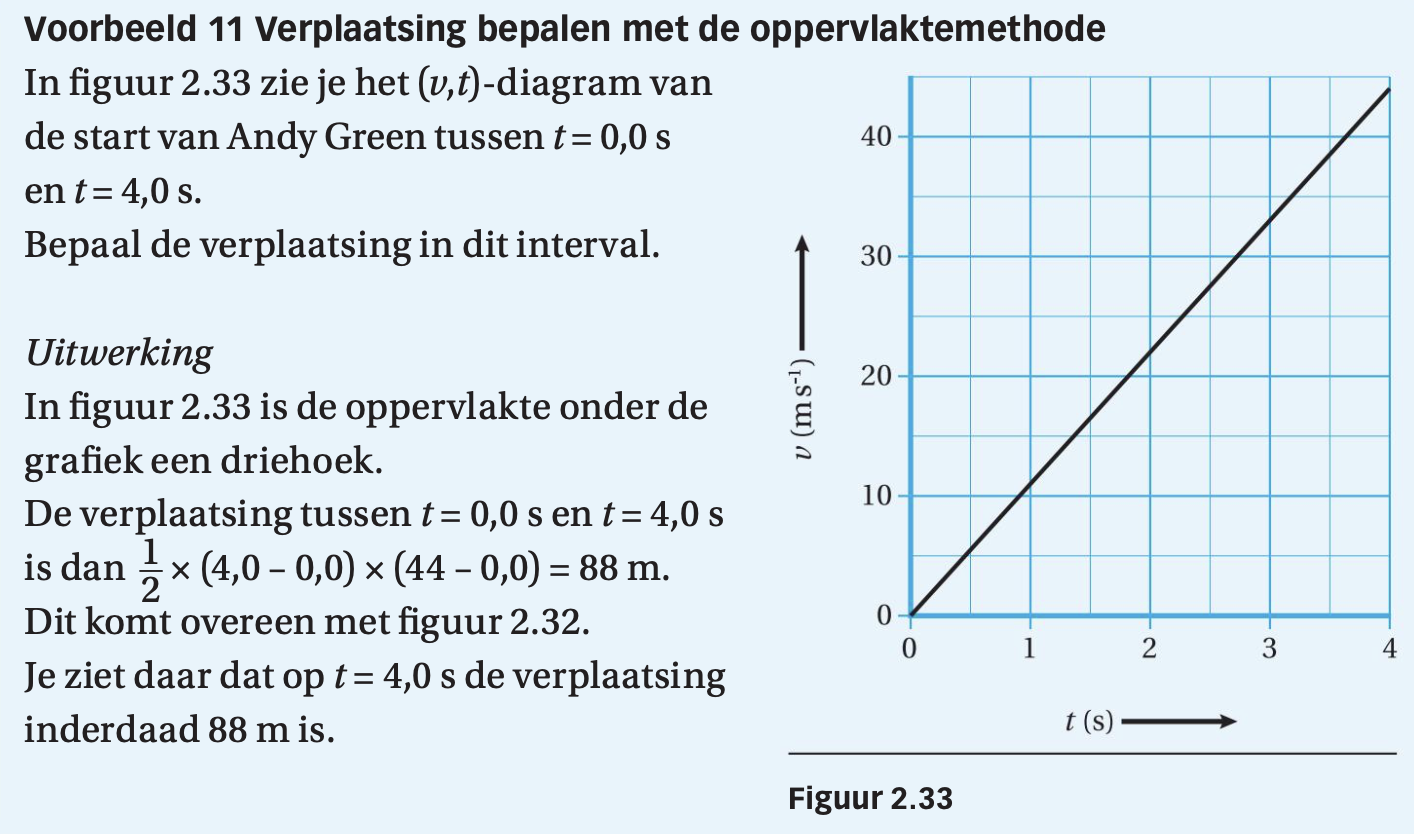 Voorbeeld 11 Verplaatsing bepalen met de oppervlaktemethode
In figuur 2.33 zie je het (v,t)-diagram van
de start van Andy Green tussen t = 0,0 s
en t = 4,0 s.
Bepaal de verplaatsing in dit interval.
Uitwerking
In figuur 2.33 is de oppervlakte onder de
grafiek een driehoek.
De verplaatsing tussen t = 0,0 s en t = 4,0 s
is dan 1/2 × (4,0 – 0,0) × (44 – 0,0) = 88 m.
Dit komt overeen met figuur 2.32.
Je ziet daar dat op t = 4,0 s de verplaatsing
inderdaad 88 m is.
v (m s⁻¹)
40
30
20
10
0
0 1 2 3 4
t (s)
Figuur 2.33